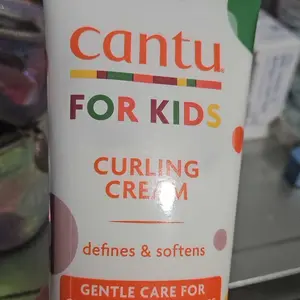 cantu
FOR KIDS
CURLING
CREAM
defines & softens
GENTLE CARE FOR